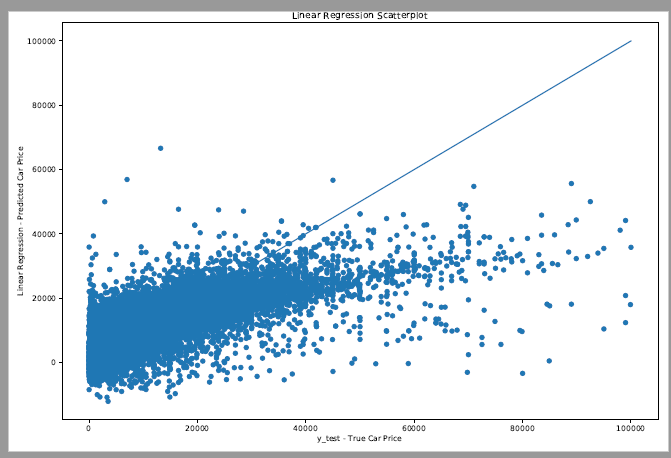 Linear Regression Scatterplot
100000
80000
60000
40000
20000
0
Linear Regression - Predicted Car Price
0 20000 40000 60000 80000 100000
y_test - True Car Price